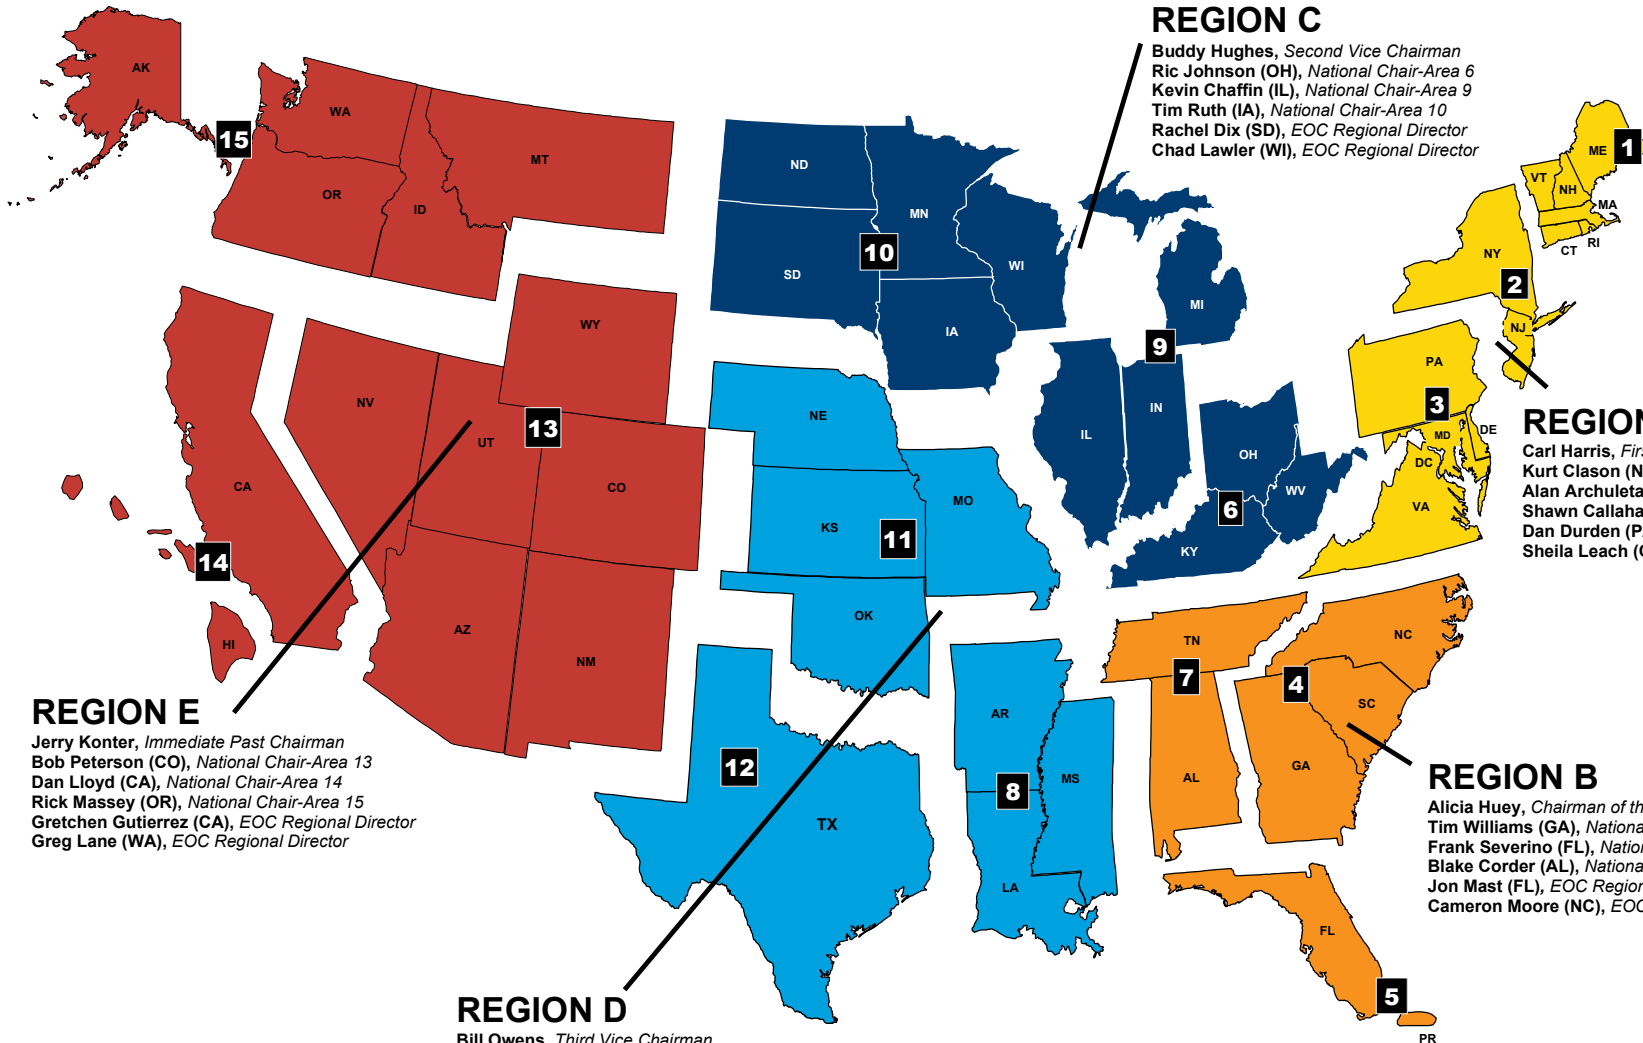 REGION C
Buddy Hughes, Second Vice Chairman
Ric Johnson (OH), National Chair-Area 6
Kevin Chaffin (IL), National Chair-Area 9
Tim Ruth (IA), National Chair-Area 10
Rachel Dix (SD), EOC Regional Director
Chad Lawler (WI), EOC Regional Director
AK
WA
15
MT
OR
ID
WY
NV
UT
13
CA
CO
14
AZ
NM
HI
ND
MN
SD
10
WI
IA
MI
9
IL
IN
OH
WV
6
KY
ME
1
VT
NH
MA
CT
RI
NY
2
NJ
PA
3
MD
DE
DC
VA
REGION
Carl Harris,
Kurt Clason
Alan Archuleta
Shawn
Dan Durden
Sheila Leach
NE
MO
KS
11
OK
AR
12
TX
8
MS
LA
TN
7
NC
4
SC
AL
GA
FL
5
PR
REGION E
Jerry Konter, Immediate Past Chairman
Bob Peterson (CO), National Chair-Area 13
Dan Lloyd (CA), National Chair-Area 14
Rick Massey (OR), National Chair-Area 15
Gretchen Gutierrez (CA), EOC Regional Director
Greg Lane (WA), EOC Regional Director
REGION B
Alicia Huey, Chairman of
Tim Williams (GA), National
Frank Severino (FL),
Blake Corder (AL), National
Jon Mast (FL), EOC
Cameron Moore (NC), EOC
REGION D
Bill Owens, Third Vice Chairman